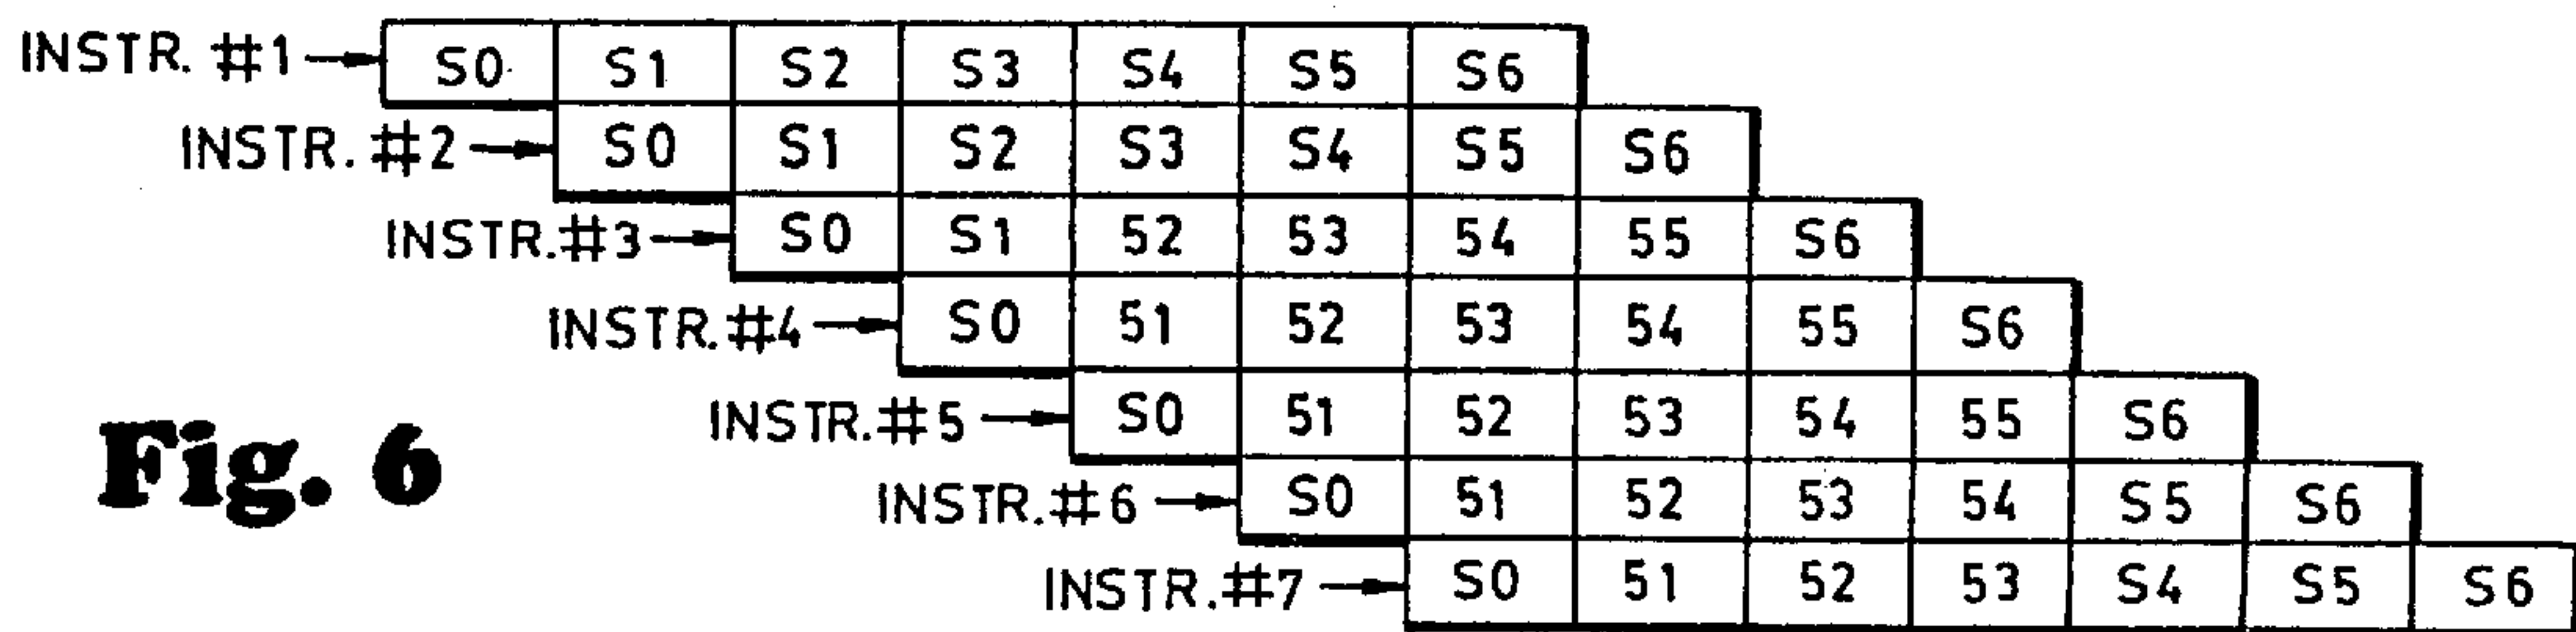 INSTR. #1 S0 S1 S2 S3 S4 S5 S6
INSTR. #2 S0 S1 S2 S3 S4 S5 S6
INSTR.#3 S0 S1 52 53 54 55 S6
INSTR.#4 S0 51 52 53 54 55 S6
INSTR.#5 S0 51 52 53 54 55 S6
INSTR.#6 S0 51 52 53 54 S5 S6
INSTR.#7 S0 51 52 53 S4 S5 S6
Fig. 6